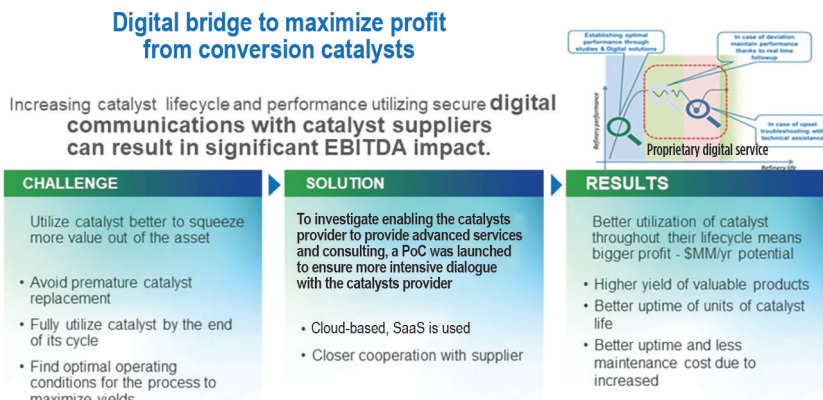 Digital bridge to maximize profit
from conversion catalysts
Increasing catalyst lifecycle and performance utilizing secure digital
communications with catalyst suppliers
can result in significant EBITDA impact.
Establishing optimal
performance through
studies & Digital solutions
In case of deviation
maintain performance
thanks to real time
followup
In case of upset
troubleshooting with
technical assistance
Refinery performance
Proprietary digital service
Refinery life
CHALLENGE
Utilize catalyst better to squeeze
more value out of the asset
• Avoid premature catalyst
replacement
• Fully utilize catalyst by the end
of its cycle
• Find optimal operating
conditions for the process to
maximize yields
SOLUTION
To investigate enabling the catalysts
provider to provide advanced services
and consulting, a PoC was launched
to ensure more intensive dialogue
with the catalysts provider
• Cloud-based, SaaS is used
• Closer cooperation with supplier
RESULTS
Better utilization of catalyst
throughout their lifecycle means
bigger profit - $MM/yr potential
• Higher yield of valuable products
• Better uptime of units of catalyst
life
• Better uptime and less
maintenance cost due to
increased